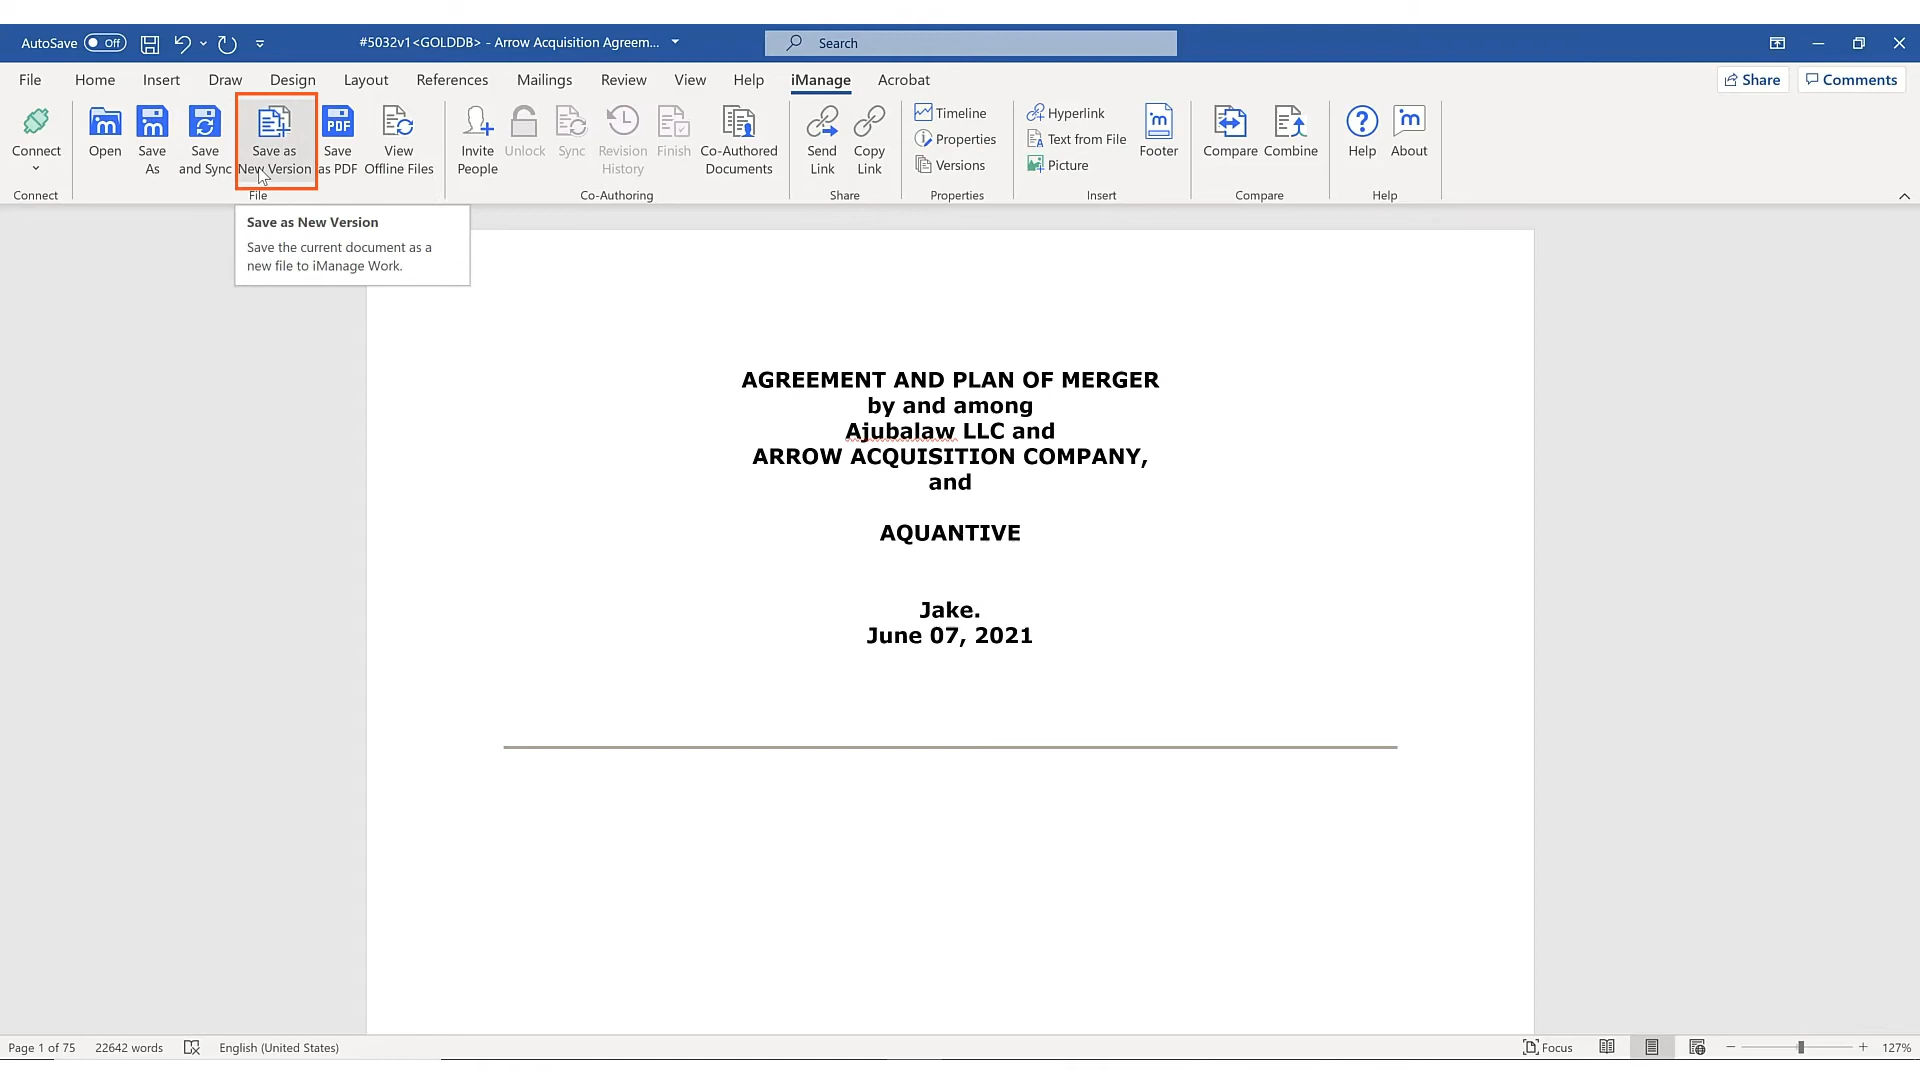 AutoSave Off #5032v1<GOLDDB> - Arrow Acquisition Agreem... Search
File Home Insert Draw Design Layout References Mailings Review View Help iManage Acrobat Share Comments
Connect
Connect
Open
Save As
Save and Sync
Save as New Version
PDF
Save as PDF
View Offline Files
File
Invite People
Unlock
Sync
Revision History
Finish
Co-Authored Documents
Co-Authoring
Send Link
Copy Link
Share
Timeline
Properties
Versions
Properties
Hyperlink
Text from File
Picture
Footer
Insert
Compare
Combine
Compare
Help
About
Help
Save as New Version
Save the current document as a
new file to iManage Work.
AGREEMENT AND PLAN OF MERGER
by and among
Ajubalaw LLC and
ARROW ACQUISITION COMPANY,
and
AQUANTIVE
Jake.
June 07, 2021
Page 1 of 75 22642 words English (United States) Focus 127%